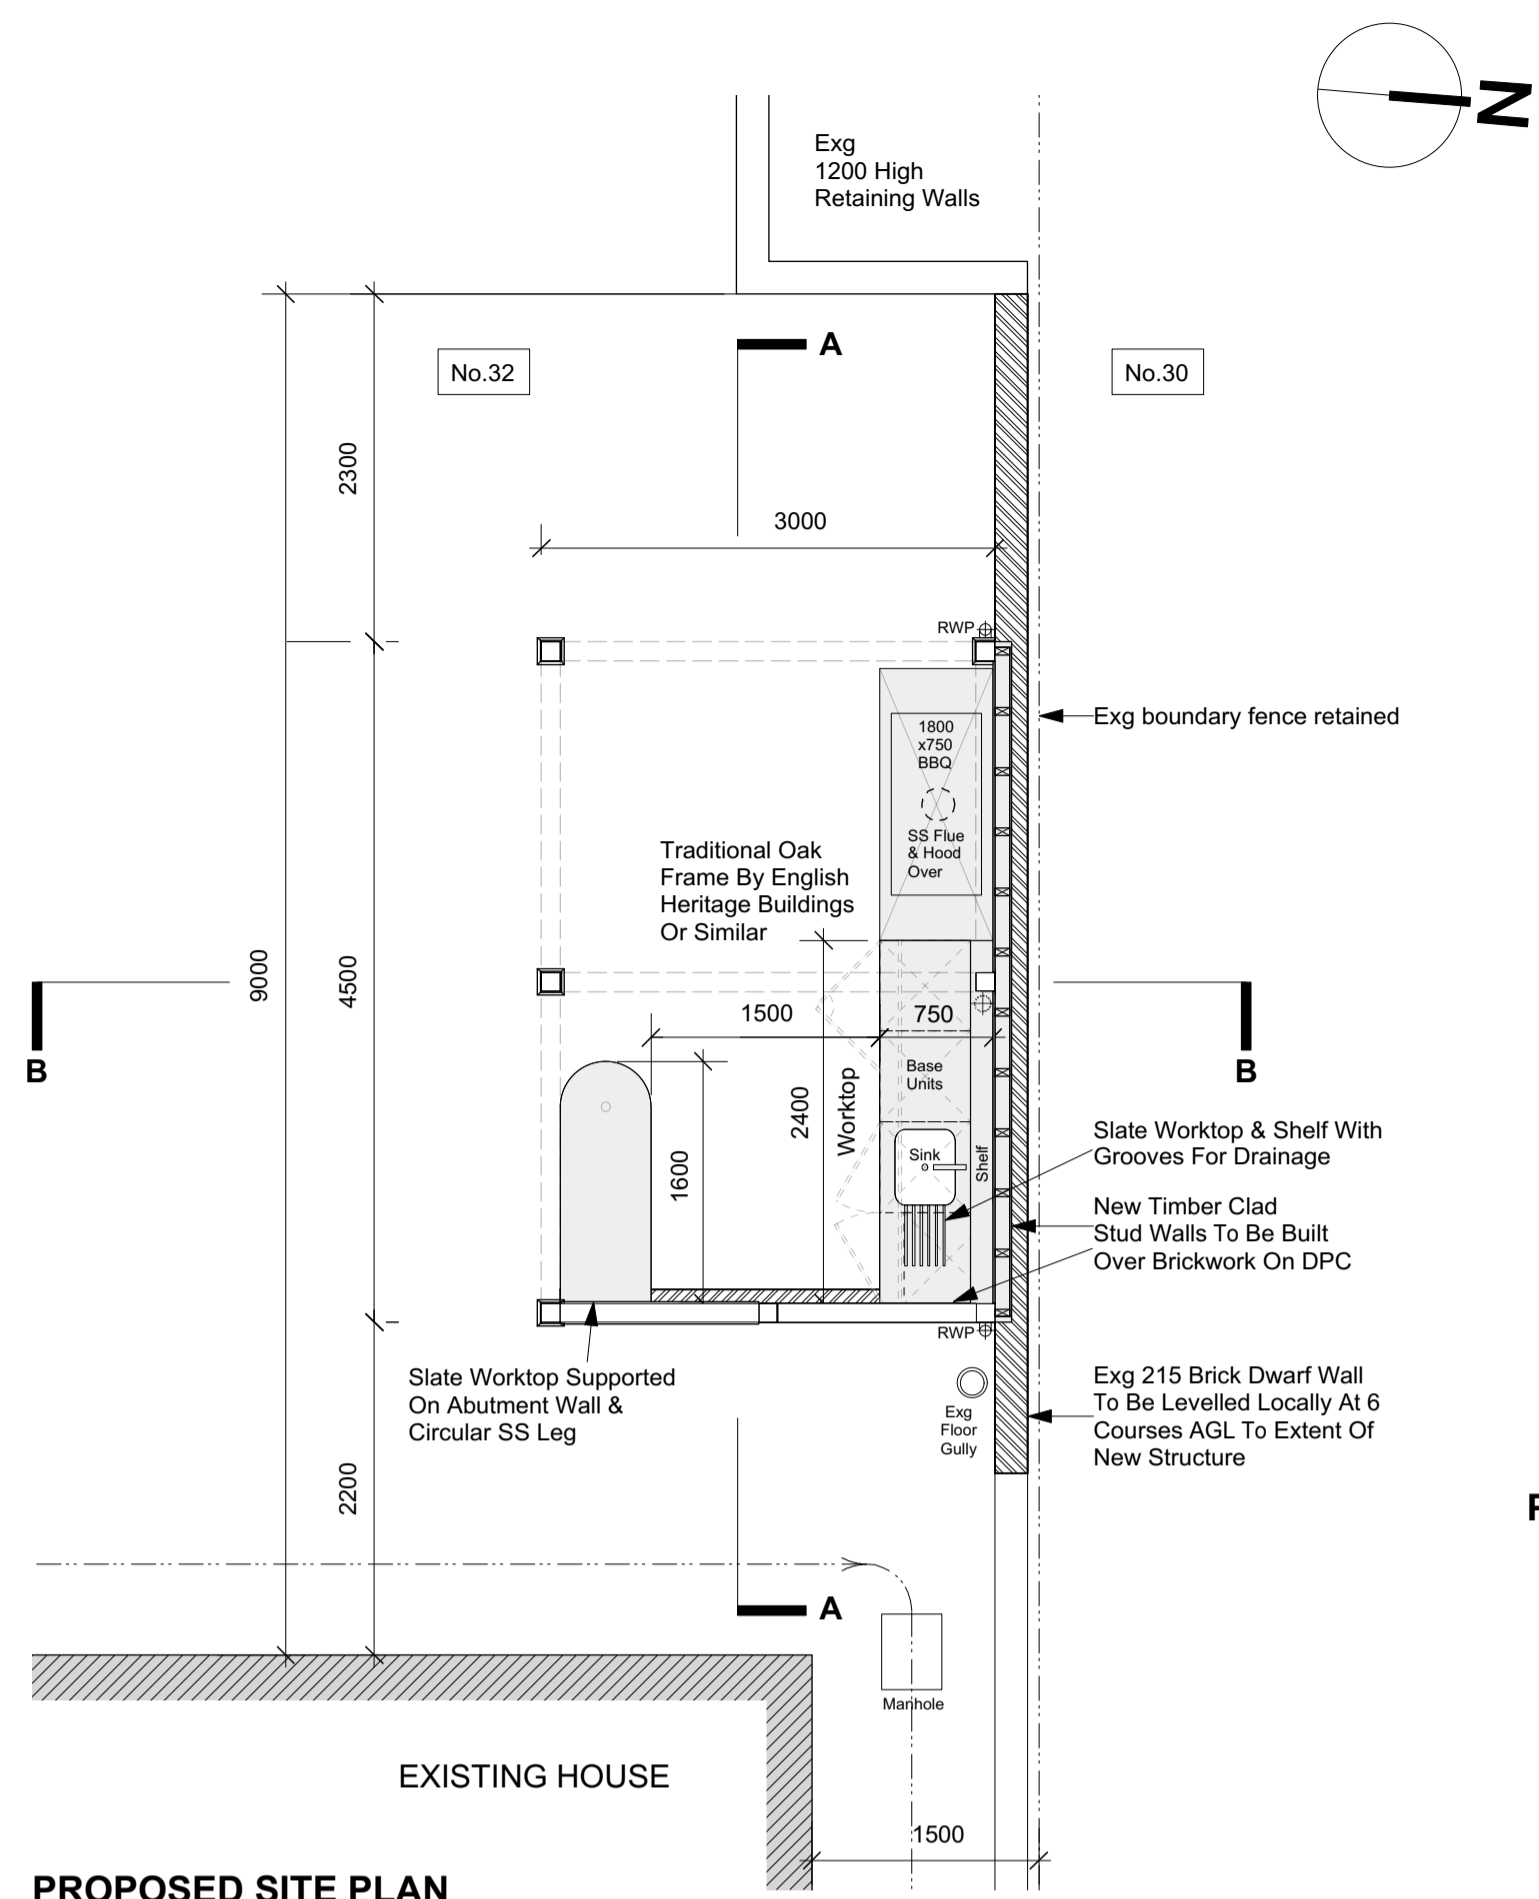 N
Exg
1200 High
Retaining Walls
A
No.32
No.30
2300
3000
RWP
Exg boundary fence retained
1800
x750
BBQ
SS Flue
& Hood
Over
Traditional Oak
Frame By English
Heritage Buildings
Or Similar
9000
4500
1500
750
B
B
Base
Units
2400
Worktop
1600
Sink
Shelf
Slate Worktop & Shelf With
Grooves For Drainage
New Timber Clad
Stud Walls To Be Built
Over Brickwork On DPC
RWP
Slate Worktop Supported
On Abutment Wall &
Circular SS Leg
Exg
Floor
Gully
Exg 215 Brick Dwarf Wall
To Be Levelled Locally At 6
Courses AGL To Extent Of
New Structure
2200
A
Manhole
EXISTING HOUSE
1500
PROPOSED SITE PLAN